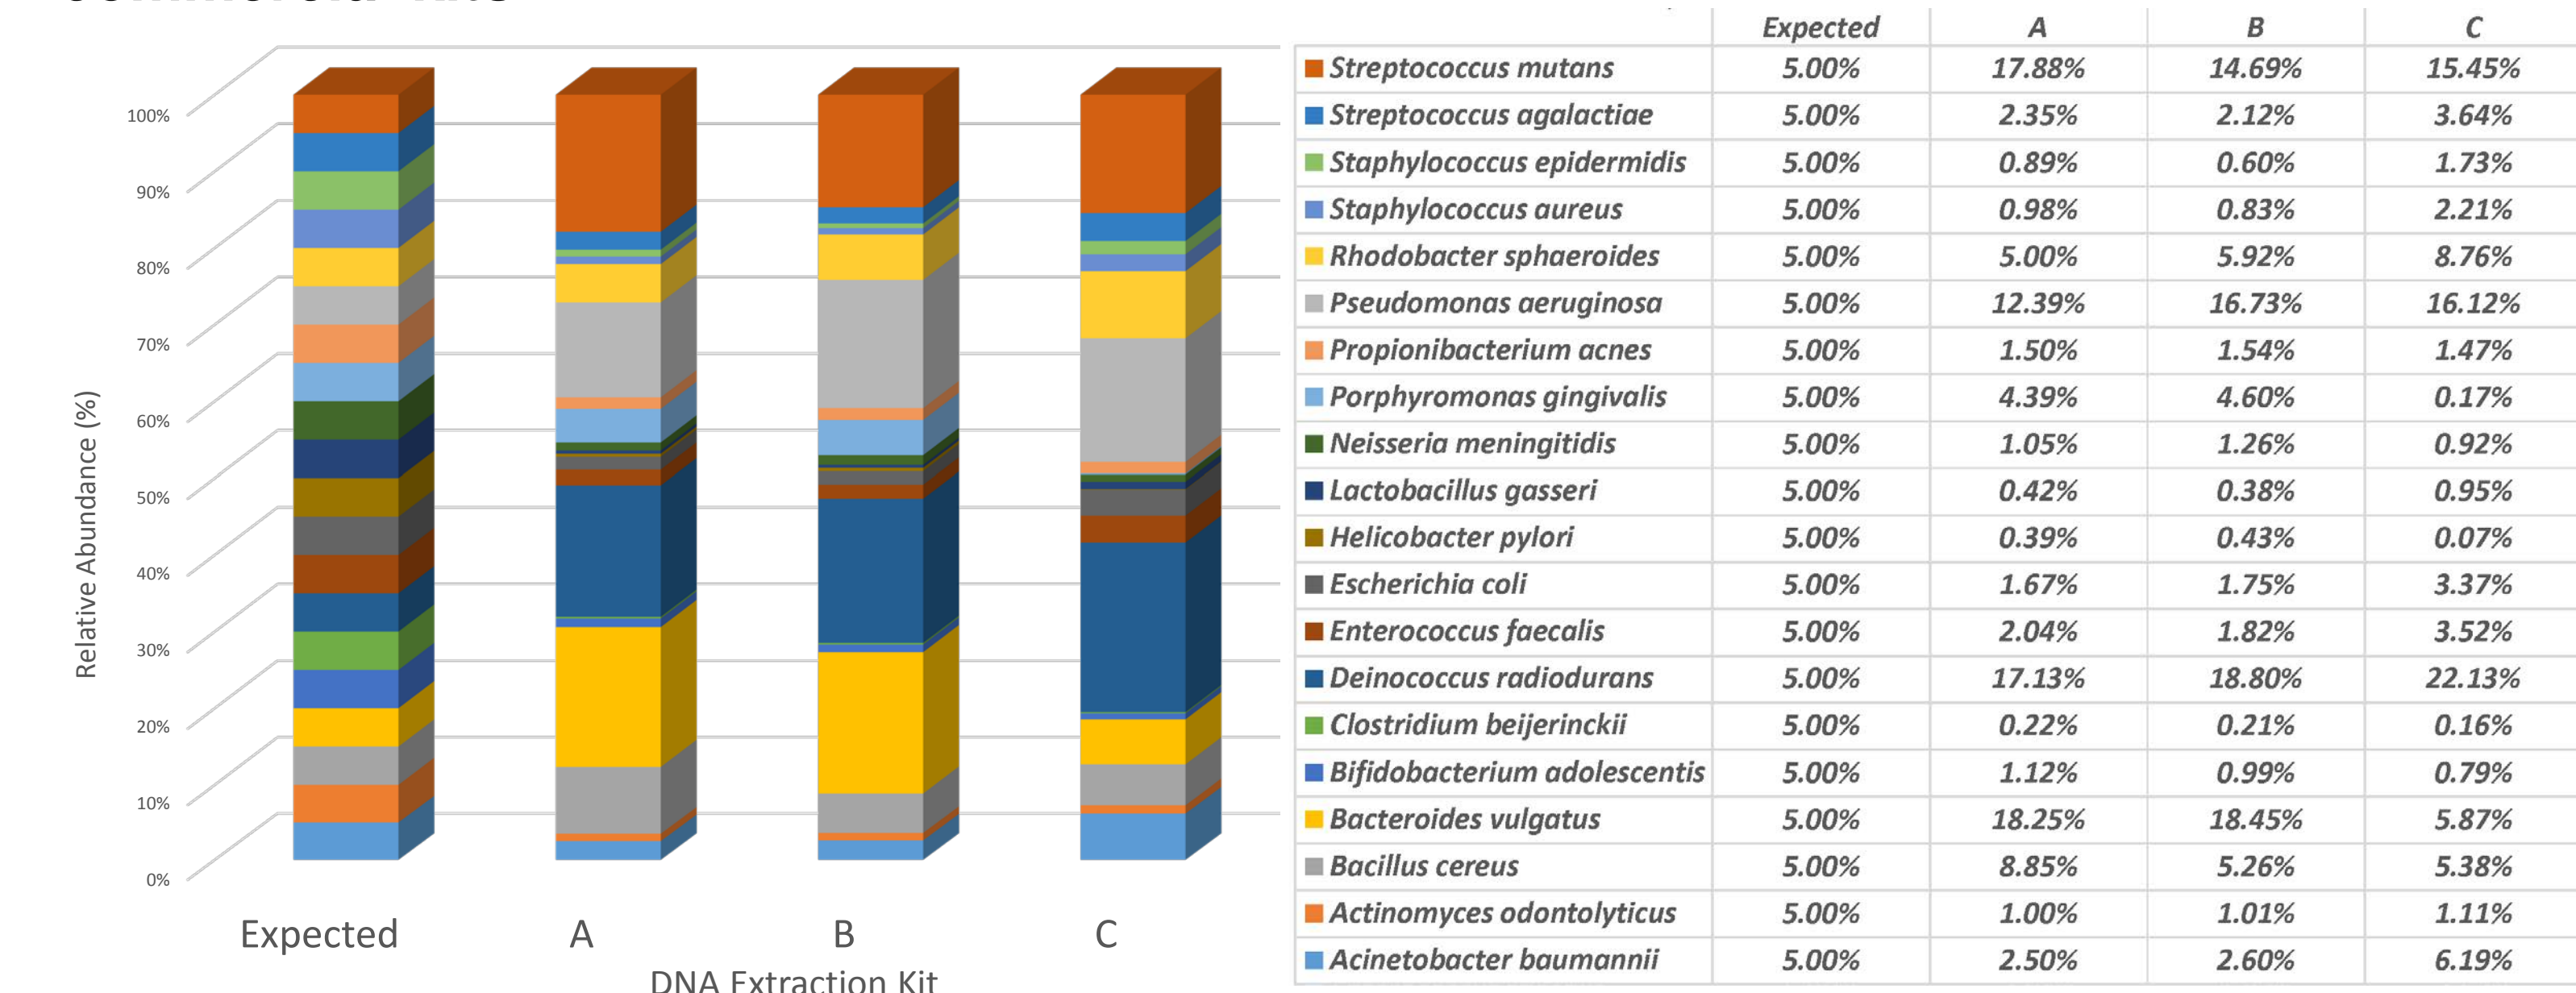 100%
90%
80%
70%
60%
50%
40%
30%
20%
10%
0%
Relative Abundance (%)
Expected A B C
DNA Extraction Kit
Expected A B C
Streptococcus mutans 5.00% 17.88% 14.69% 15.45%
Streptococcus agalactiae 5.00% 2.35% 2.12% 3.64%
Staphylococcus epidermidis 5.00% 0.89% 0.60% 1.73%
Staphylococcus aureus 5.00% 0.98% 0.83% 2.21%
Rhodobacter sphaeroides 5.00% 5.00% 5.92% 8.76%
Pseudomonas aeruginosa 5.00% 12.39% 16.73% 16.12%
Propionibacterium acnes 5.00% 1.50% 1.54% 1.47%
Porphyromonas gingivalis 5.00% 4.39% 4.60% 0.17%
Neisseria meningitidis 5.00% 1.05% 1.26% 0.92%
Lactobacillus gasseri 5.00% 0.42% 0.38% 0.95%
Helicobacter pylori 5.00% 0.39% 0.43% 0.07%
Escherichia coli 5.00% 1.67% 1.75% 3.37%
Enterococcus faecalis 5.00% 2.04% 1.82% 3.52%
Deinococcus radiodurans 5.00% 17.13% 18.80% 22.13%
Clostridium beijerinckii 5.00% 0.22% 0.21% 0.16%
Bifidobacterium adolescentis 5.00% 1.12% 0.99% 0.79%
Bacteroides vulgatus 5.00% 18.25% 18.45% 5.87%
Bacillus cereus 5.00% 8.85% 5.26% 5.38%
Actinomyces odontolyticus 5.00% 1.00% 1.01% 1.11%
Acinetobacter baumannii 5.00% 2.50% 2.60% 6.19%